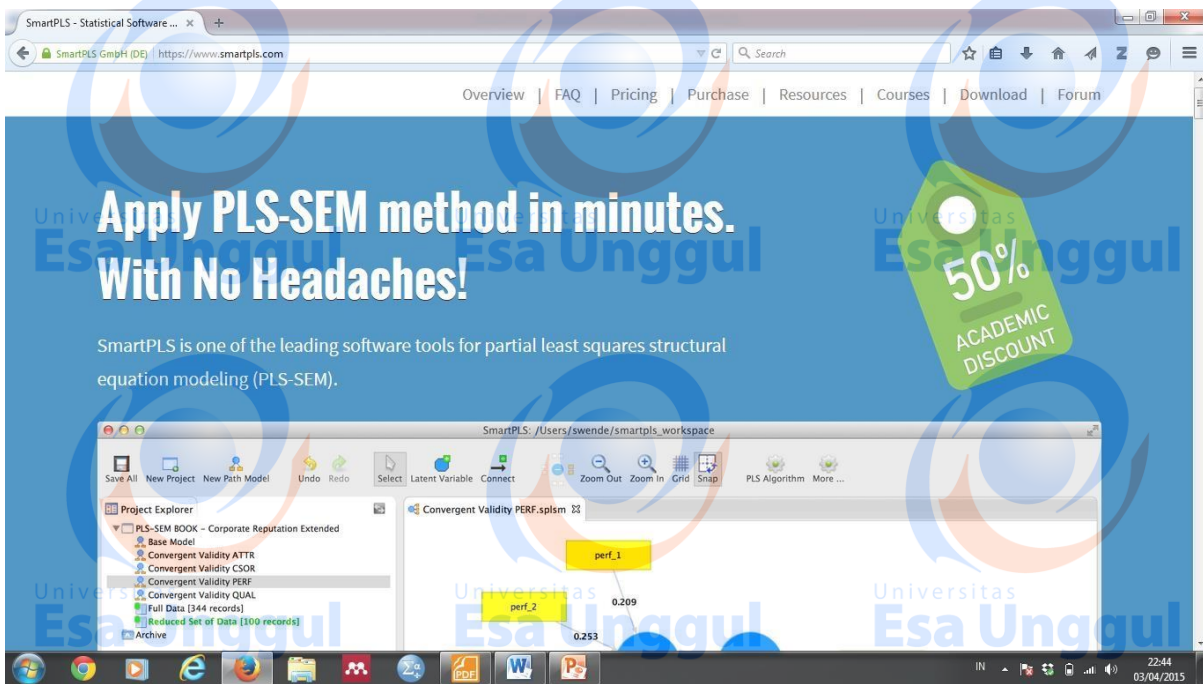 SmartPLS - Statistical Software ...
SmartPLS GmbH (DE) https://www.smartpls.com
Search
Overview | FAQ | Pricing | Purchase | Resources | Courses | Download | Forum
Apply PLS-SEM method in minutes.
With No Headaches!
50%
ACADEMIC
DISCOUNT
SmartPLS is one of the leading software tools for partial least squares structural
equation modeling (PLS-SEM).
Universitas
Esa Unggul
Universitas
Esa Unggul
Universitas
Esa Unggul
SmartPLS: /Users/swende/smartpls_workspace
Save All New Project New Path Model Undo Redo Select Latent Variable Connect Zoom Out Zoom In Grid Snap PLS Algorithm More ...
Project Explorer
PLS-SEM BOOK - Corporate Reputation Extended
Base Model
Convergent Validity ATTR
Convergent Validity CSOR
Convergent Validity PERF
Convergent Validity QUAL
Full Data [344 records]
Reduced Set of Data [100 records]
Archive
Convergent Validity PERF.splsm
perf_1
perf_2
0.209
0.253
Universitas
Esa Unggul
Universitas
Esa Unggul
Universitas
Esa Unggul
PDF
IN
22:44
03/04/2015